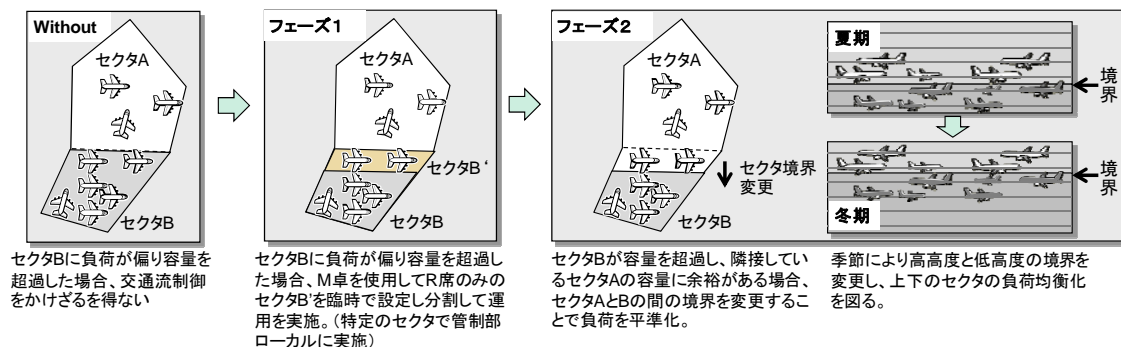 Without
セクタA
セクタB
セクタBに負荷が偏り容量を
超過した場合、交通流制御
をかけざるを得ない
フェーズ1
セクタA
セクタB‘
セクタB
セクタBに負荷が偏り容量を超過し
た場合、M卓を使用してR席のみの
セクタB'を臨時で設定し分割して運
用を実施。（特定のセクタで管制部
ローカルに実施）
フェーズ2
セクタA
セクタ境界
変更
セクタB
セクタBが容量を超過し、隣接してい
るセクタAの容量に余裕がある場合、
セクタAとBの間の境界を変更するこ
とで負荷を平準化。
夏期
境界
冬期
境界
季節により高高度と低高度の境界を
変更し、上下のセクタの負荷均衡化
を図る。